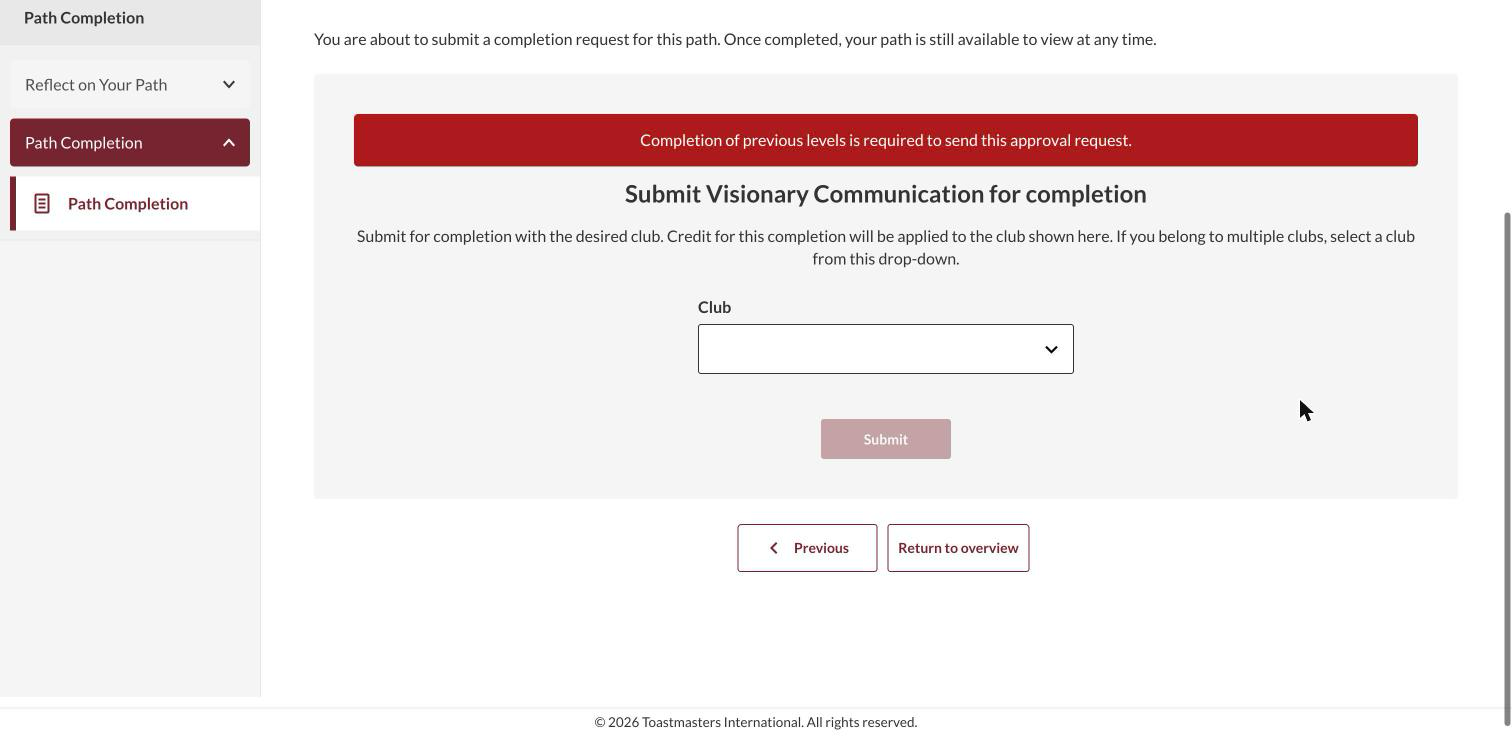 Path Completion
Reflect on Your Path
Path Completion
Path Completion
You are about to submit a completion request for this path. Once completed, your path is still available to view at any time.
Completion of previous levels is required to send this approval request.
Submit Visionary Communication for completion
Submit for completion with the desired club. Credit for this completion will be applied to the club shown here. If you belong to multiple clubs, select a club
from this drop-down.
Club
Submit
Previous
Return to overview
© 2026 Toastmasters International. All rights reserved.